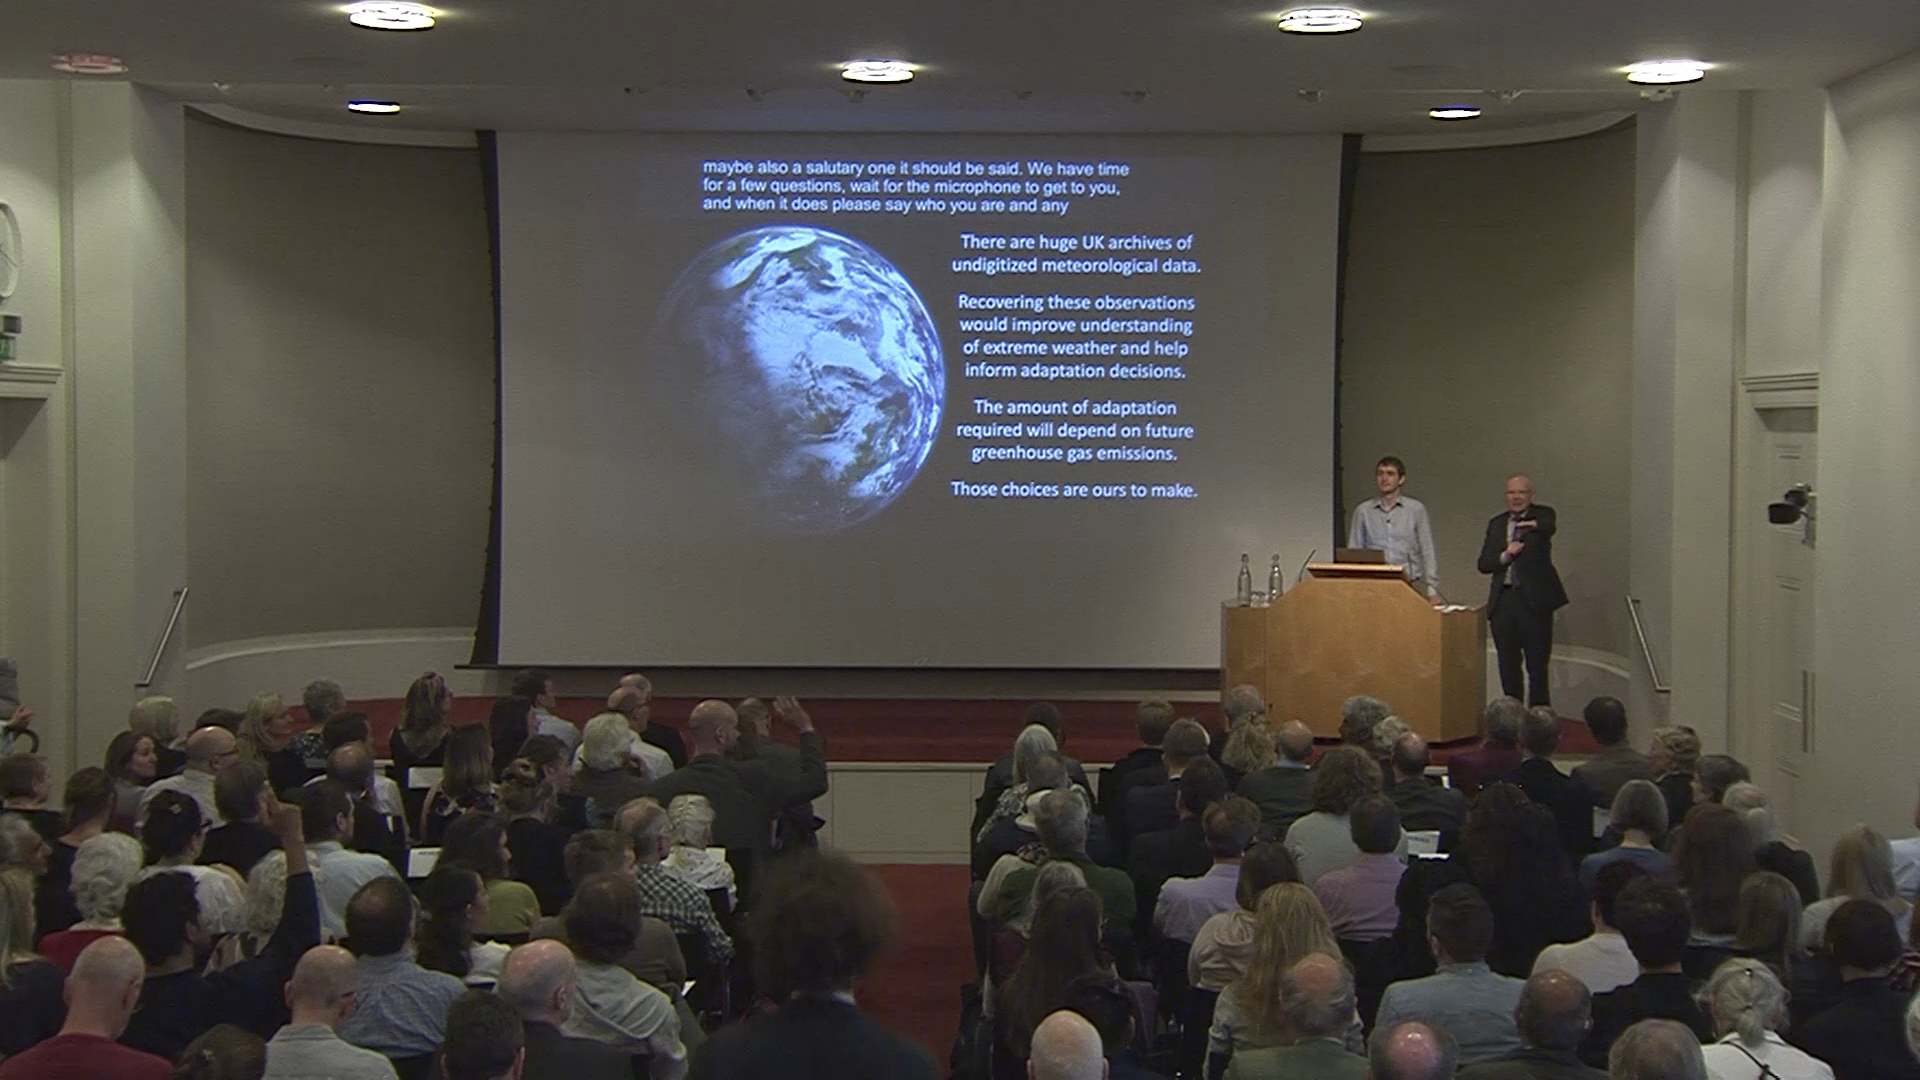 maybe also a salutary one it should be said. We have time
for a few questions, wait for the microphone to get to you,
and when it does please say who you are and any
There are huge UK archives of
undigitized meteorological data.
Recovering these observations
would improve understanding
of extreme weather and help
inform adaptation decisions.
The amount of adaptation
required will depend on future
greenhouse gas emissions.
Those choices are ours to make.